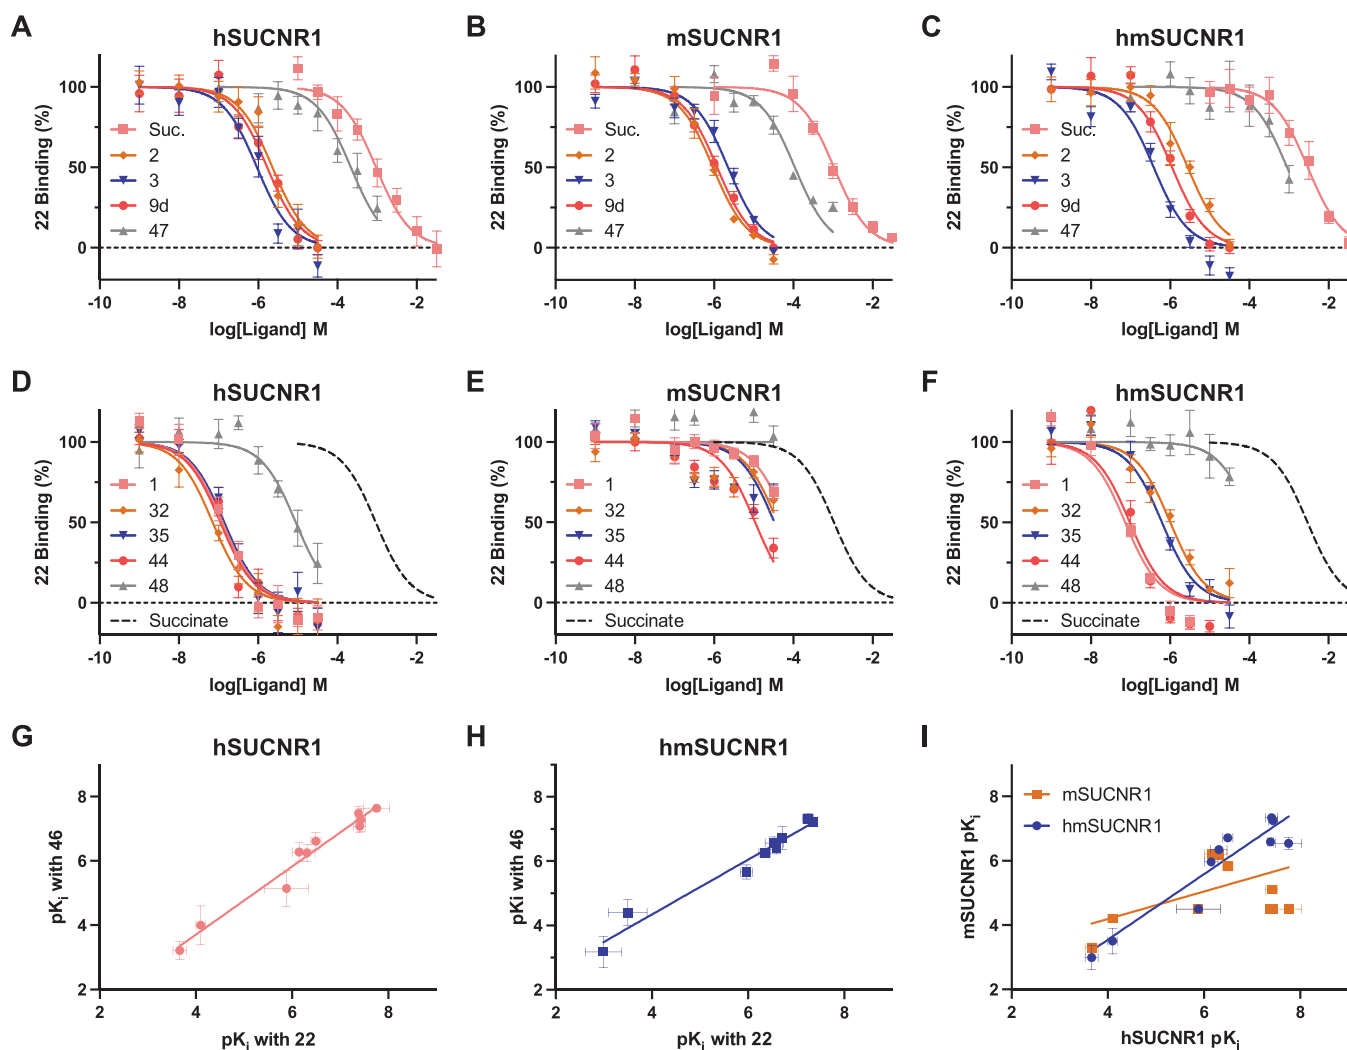 A
hSUCNR1
22 Binding (%)
100
50
0
Suc.
2
3
9d
47
-10
-8
-6
-4
-2
log[Ligand] M
B
mSUCNR1
22 Binding (%)
100
50
0
Suc.
2
3
9d
47
-10
-8
-6
-4
-2
log[Ligand] M
C
hmSUCNR1
22 Binding (%)
100
50
0
Suc.
2
3
9d
47
-10
-8
-6
-4
-2
log[Ligand] M
D
hSUCNR1
22 Binding (%)
100
50
0
1
32
35
44
48
Succinate
-10
-8
-6
-4
-2
log[Ligand] M
E
mSUCNR1
22 Binding (%)
100
50
0
1
32
35
44
48
Succinate
-10
-8
-6
-4
-2
log[Ligand] M
F
hmSUCNR1
22 Binding (%)
100
50
0
1
32
35
44
48
Succinate
-10
-8
-6
-4
-2
log[Ligand] M
G
hSUCNR1
pKi with 46
8
6
4
2
2
4
6
8
pKi with 22
H
hmSUCNR1
pKi with 46
8
6
4
2
2
4
6
8
pKi with 22
I
mSUCNR1
hmSUCNR1
mSUCNR1 pKi
8
6
4
2
2
4
6
8
hSUCNR1 pKi